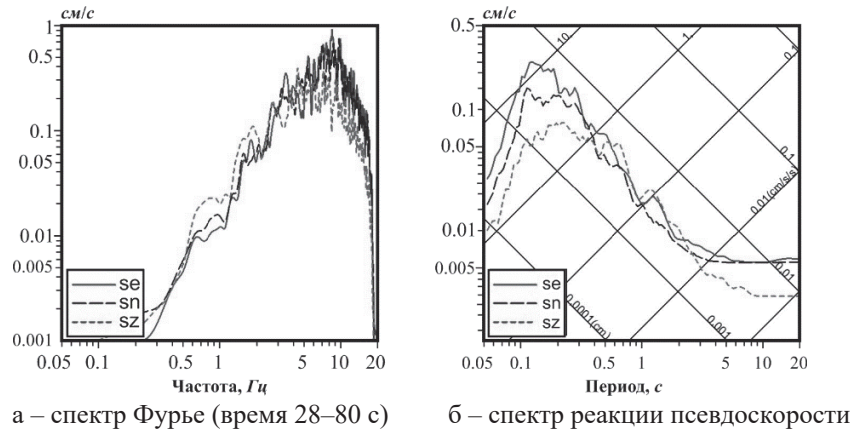 см/с
1
0.5
0.1
0.05
0.01
0.005
0.001
se
sn
sz
0.05 0.1 0.5 1 5 10 20
Частота, Гц
а – спектр Фурье (время 28–80 с)
см/с
0.5
0.1
0.05
0.01
0.005
10
1.
0.1
0.1
0.01(cm/s/s)
0.01
0.001
0.0001(cm)
se
sn
sz
0.05 0.1 0.5 1 5 10 20
Период, с
б – спектр реакции псевдоскорости